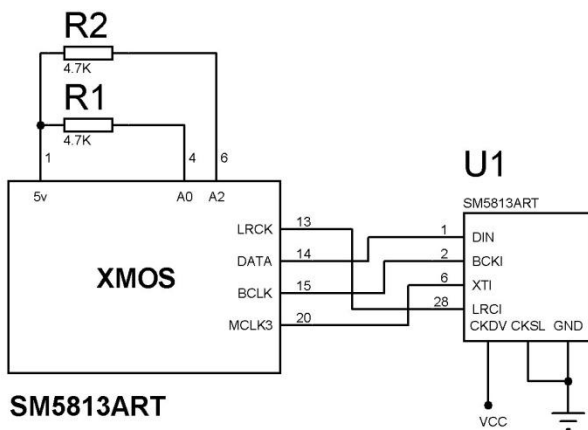 R2
4.7K
R1
4.7K
1 4 6
5v A0 A2
XMOS
LRCK 13
DATA 14
BCLK 15
MCLK3 20
U1
SM5813ART
1 DIN
2 BCKI
6 XTI
28 LRCI
CKDV CKSL GND
VCC
SM5813ART